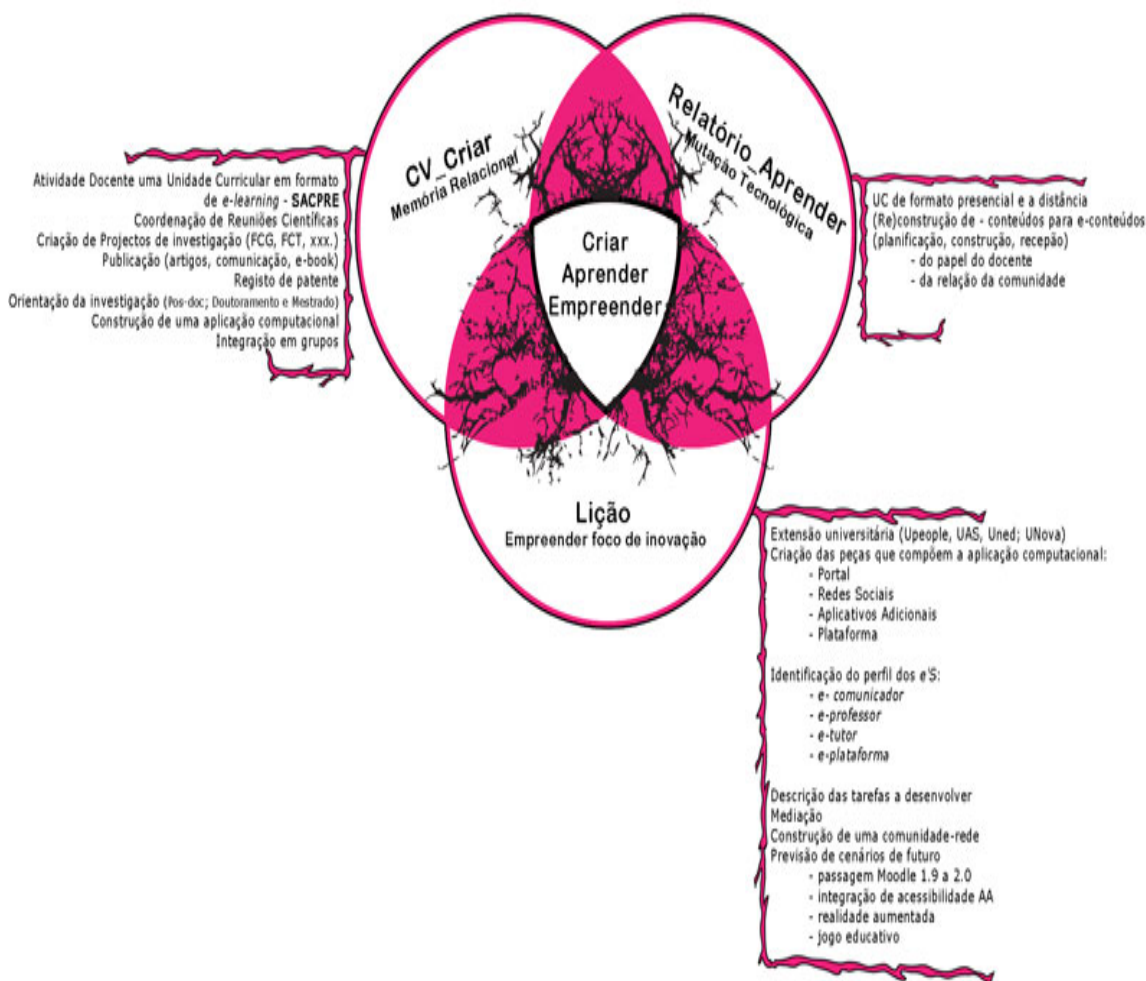 CV_Criar
Memória Relacional
Relatório_Aprender
Mutação Tecnológica
Criar
Aprender
Empreender
Lição
Empreender foco de inovação
Atividade Docente uma Unidade Curricular em formato
de e-learning - SACPRE
Coordenação de Reuniões Científicas
Criação de Projectos de investigação (FCG, FCT, xxx.)
Publicação (artigos, comunicação, e-book)
Registo de patente
Orientação da investigação (Pos-doc; Doutoramento e Mestrado)
Construção de uma aplicação computacional
Integração em grupos
UC de formato presencial e a distância
(Re)construção de - conteúdos para e-conteúdos
(planificação, construção, recepão)
- do papel do docente
- da relação da comunidade
Extensão universitária (Upeople, UAS, Uned; UNova)
Criação das peças que compõem a aplicação computacional:
- Portal
- Redes Sociais
- Aplicativos Adicionais
- Plataforma
Identificação do perfil dos e'S:
- e- comunicador
- e-professor
- e-tutor
- e-plataforma
Descrição das tarefas a desenvolver
Mediação
Construção de uma comunidade-rede
Previsão de cenários de futuro
- passagem Moodle 1.9 a 2.0
- integração de acessibilidade AA
- realidade aumentada
- jogo educativo